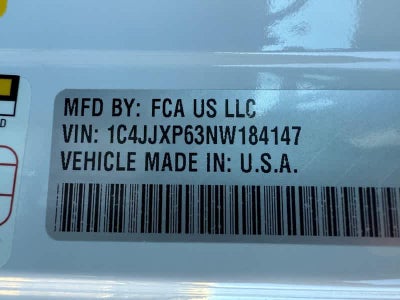 MFD BY: FCA US LLC
VIN: 1C4JJXP63NW184147
VEHICLE MADE IN: U.S.A.
D